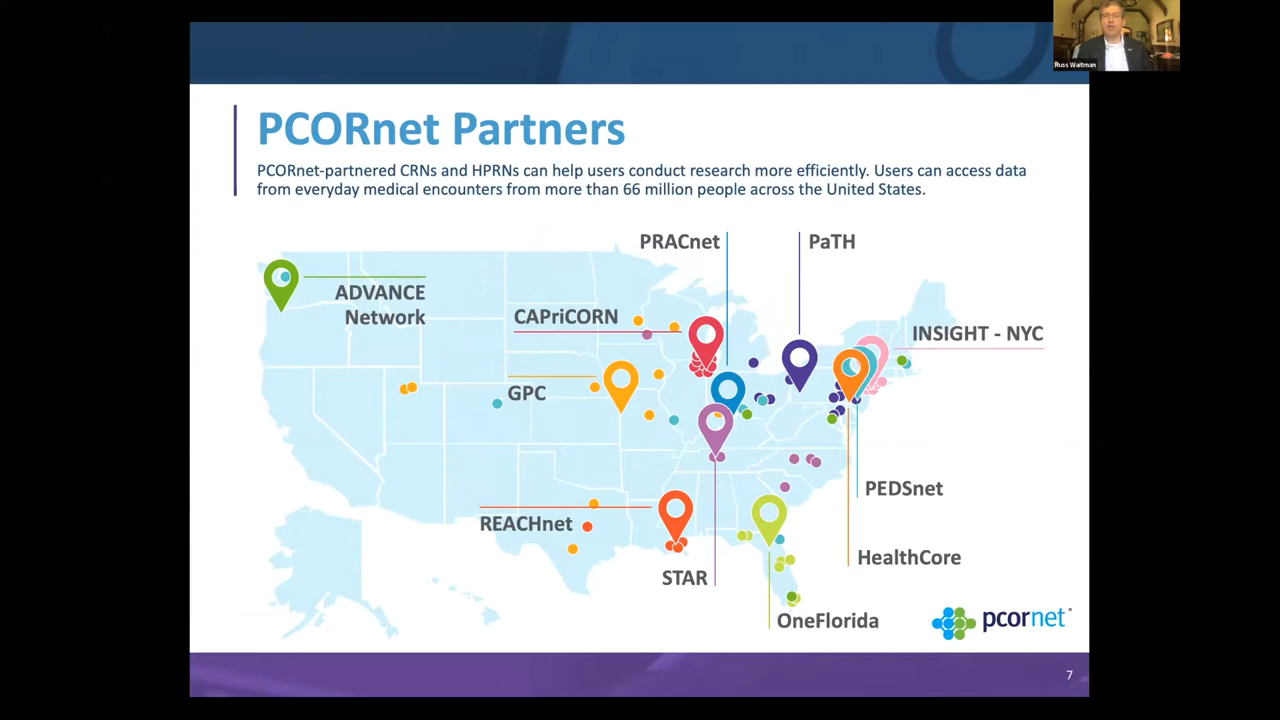 Russ Waitman
PCORnet Partners
PCORnet-partnered CRNs and HPRNs can help users conduct research more efficiently. Users can access data
from everyday medical encounters from more than 66 million people across the United States.
PRACnet
PaTH
ADVANCE
Network
CAPriCORN
INSIGHT - NYC
GPC
PEDSnet
REACHnet
HealthCore
STAR
OneFlorida
pcornet
7